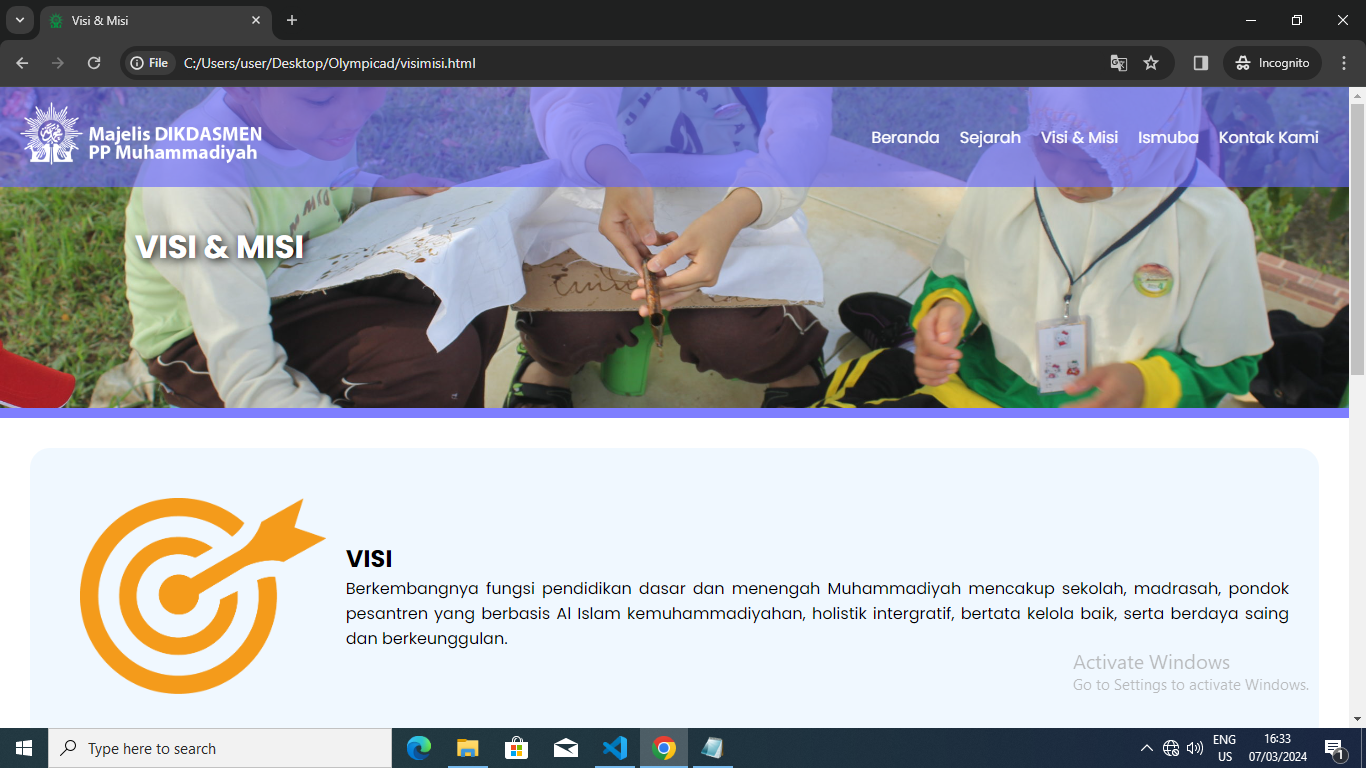 Visi & Misi
File
C:/Users/user/Desktop/Olympicad/visimisi.html
Incognito
Majelis DIKDASMEN
PP Muhammadiyah
Beranda
Sejarah
Visi & Misi
Ismuba
Kontak Kami
VISI & MISI
VISI
Berkembangnya fungsi pendidikan dasar dan menengah Muhammadiyah mencakup sekolah, madrasah, pondok
pesantren yang berbasis Al Islam kemuhammadiyahan, holistik intergratif, bertata kelola baik, serta berdaya saing
dan berkeunggulan.
Activate Windows
Go to Settings to activate Windows.
Type here to search
ENG
US
16:33
07/03/2024
1